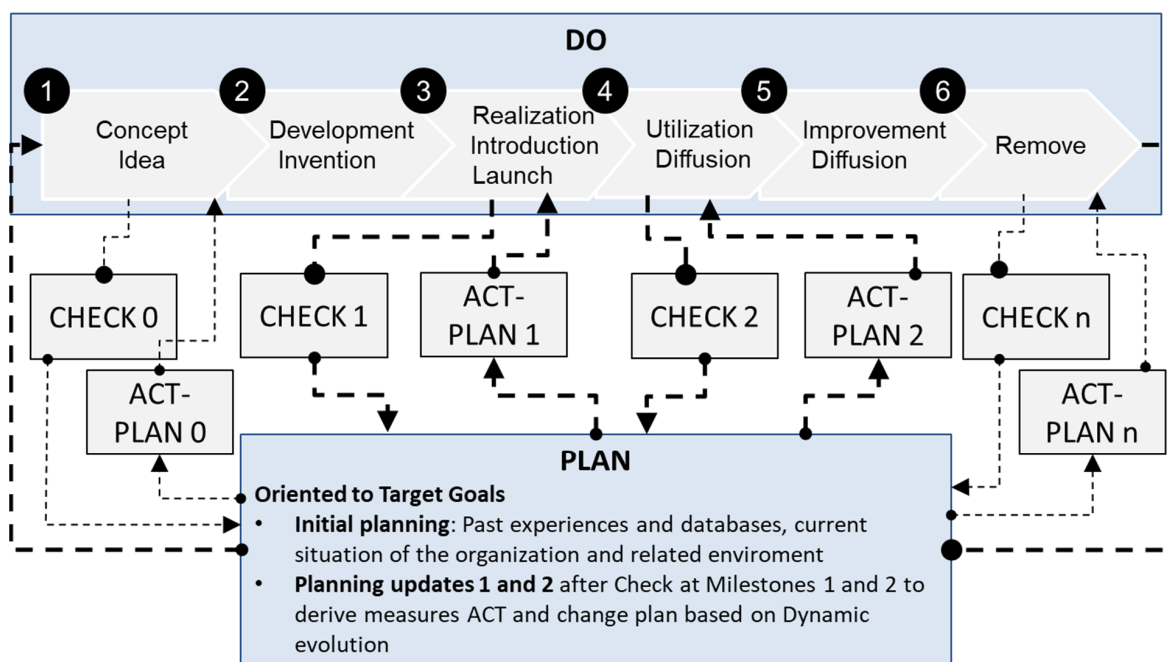 DO
1
2
3
4
5
6
Concept
Idea
Development
Invention
Realization
Introduction
Launch
Utilization
Diffusion
Improvement
Diffusion
Remove
CHECK 0
ACT-
PLAN 0
CHECK 1
ACT-
PLAN 1
CHECK 2
ACT-
PLAN 2
CHECK n
ACT-
PLAN n
PLAN
Oriented to Target Goals
• Initial planning: Past experiences and databases, current
situation of the organization and related enviroment
• Planning updates 1 and 2 after Check at Milestones 1 and 2 to
derive measures ACT and change plan based on Dynamic
evolution